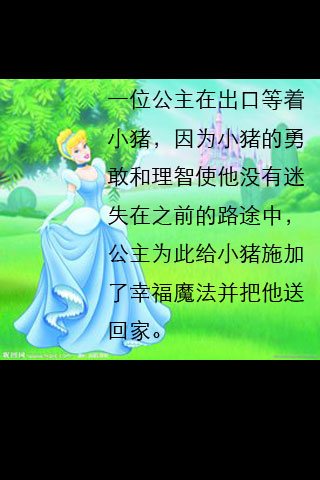 一位公主在出口等着
小猪，因为小猪的勇
敢和理智使他没有迷
失在之前的路途中，
公主为此给小猪施加
了幸福魔法并把他送
回家。